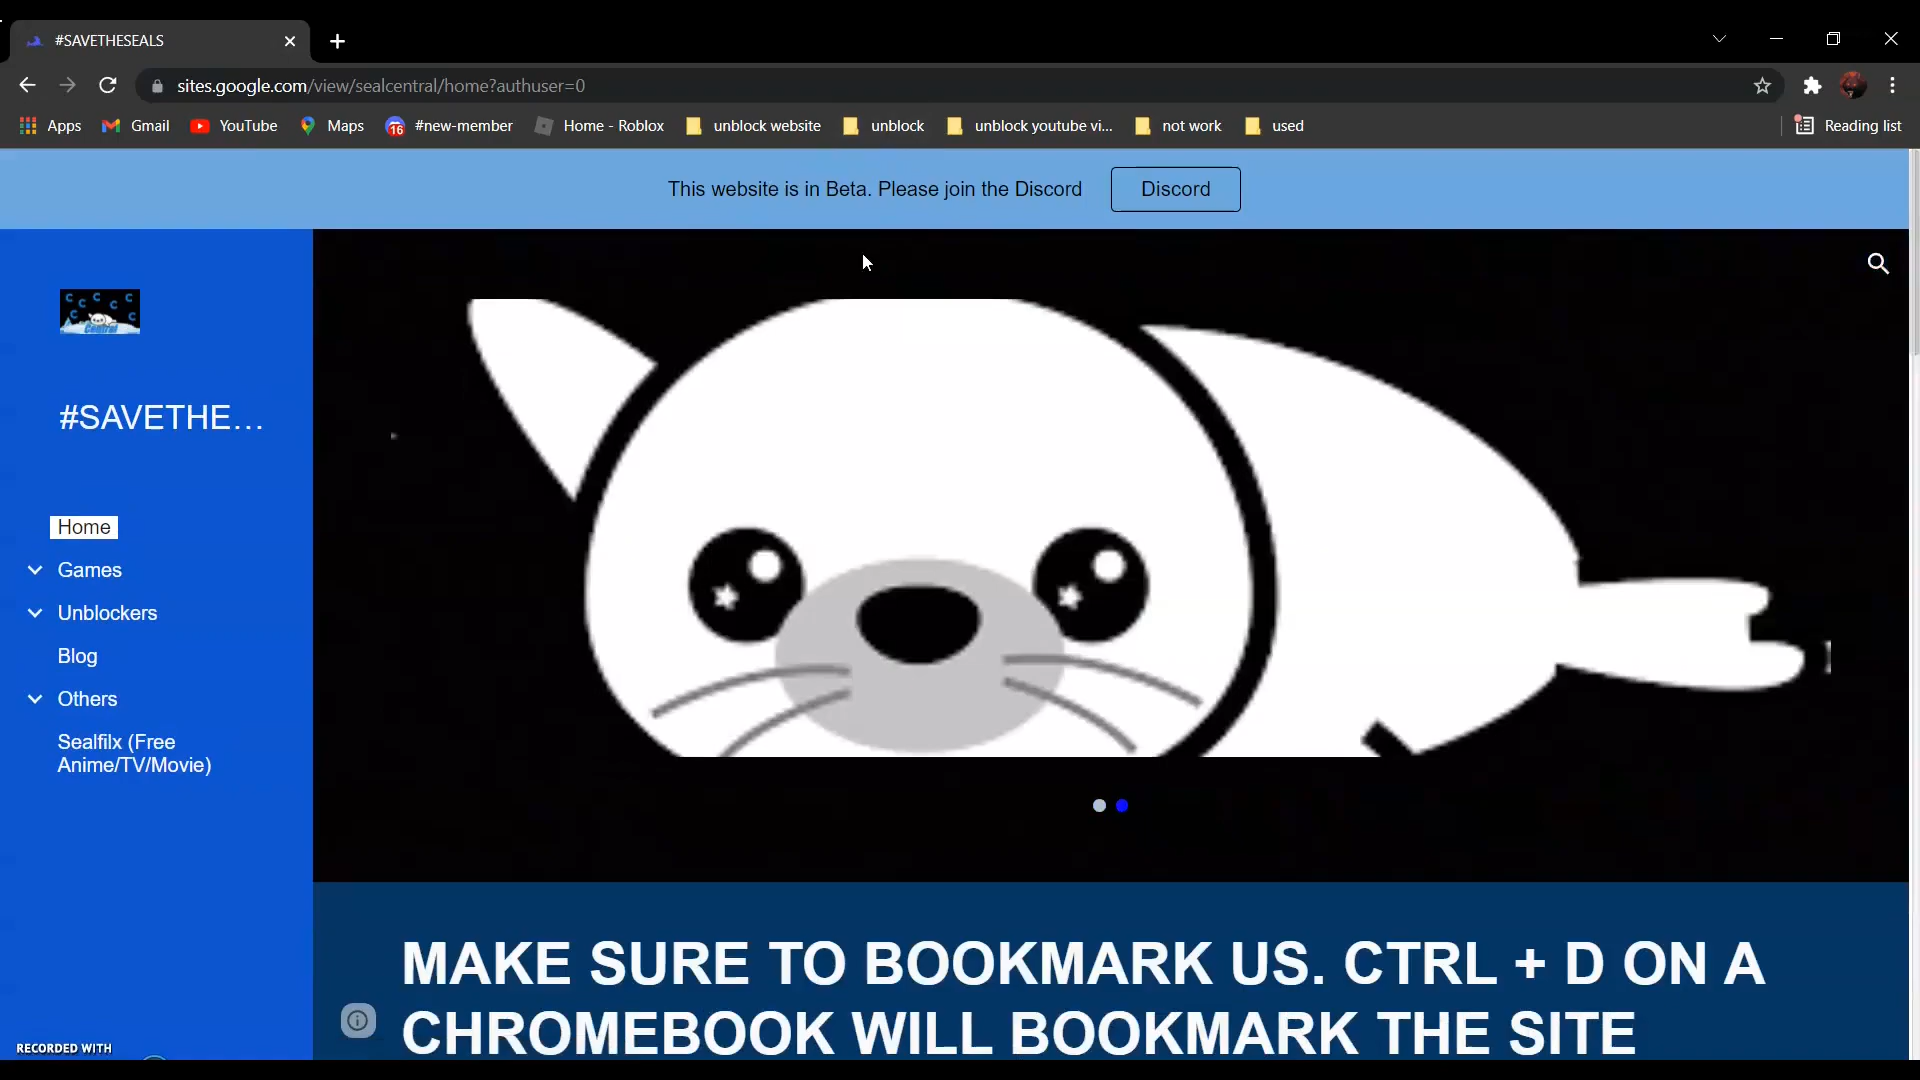 #SAVETHESEALS
sites.google.com/view/sealcentral/home?authuser=0
Apps Gmail YouTube Maps 16 #new-member Home - Roblox unblock website unblock unblock youtube vi... not work used Reading list
This website is in Beta. Please join the Discord Discord
C C C C C C C
Central
#SAVETHE...
Home
Games
Unblockers
Blog
Others
Sealfilx (Free
Anime/TV/Movie)
MAKE SURE TO BOOKMARK US. CTRL + D ON A
CHROMEBOOK WILL BOOKMARK THE SITE
RECORDED WITH